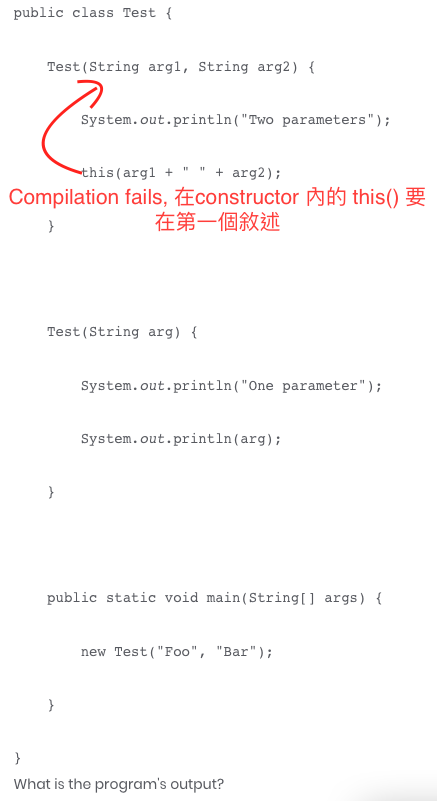 public class Test {
Test(String arg1, String arg2) {
System.out.println("Two parameters");
this(arg1 + " " + arg2);
Compilation fails, 在constructor 內的 this() 要
在第一個敘述
}
Test(String arg) {
System.out.println("One parameter");
System.out.println(arg);
}
public static void main(String[] args) {
new Test("Foo", "Bar");
}
}
What is the program's output?